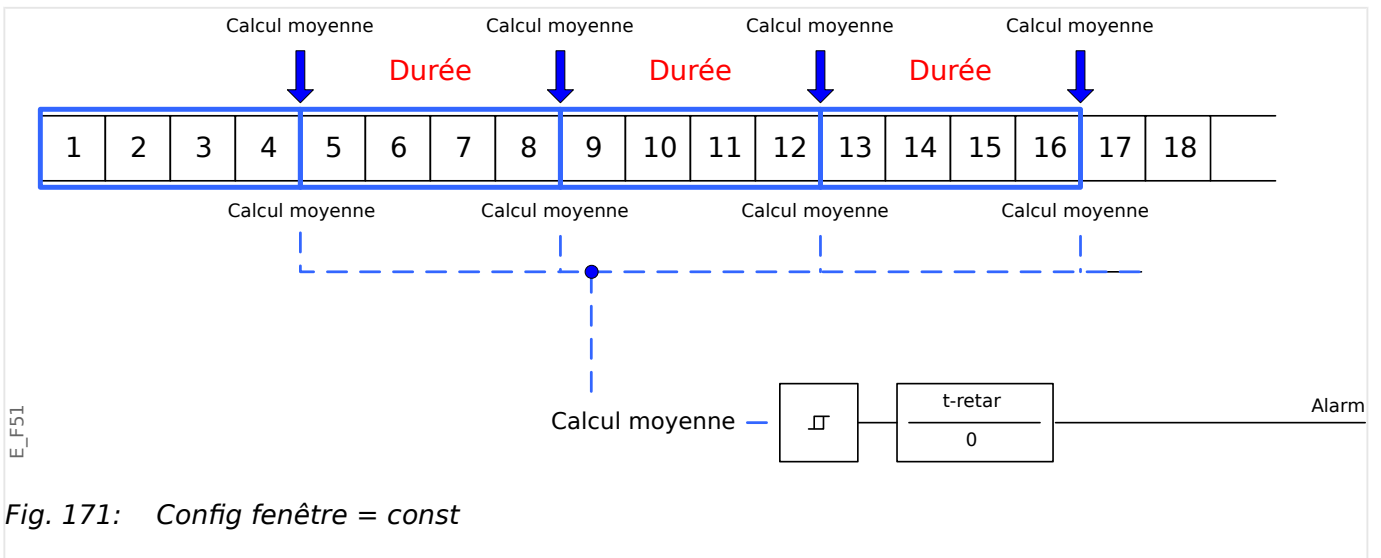 Calcul moyenne Calcul moyenne Calcul moyenne Calcul moyenne
Durée Durée Durée
1 2 3 4 5 6 7 8 9 10 11 12 13 14 15 16 17 18
Calcul moyenne Calcul moyenne Calcul moyenne Calcul moyenne
t-retar
Alarm
Calcul moyenne
0
E_F51
Fig. 171: Config fenêtre = const